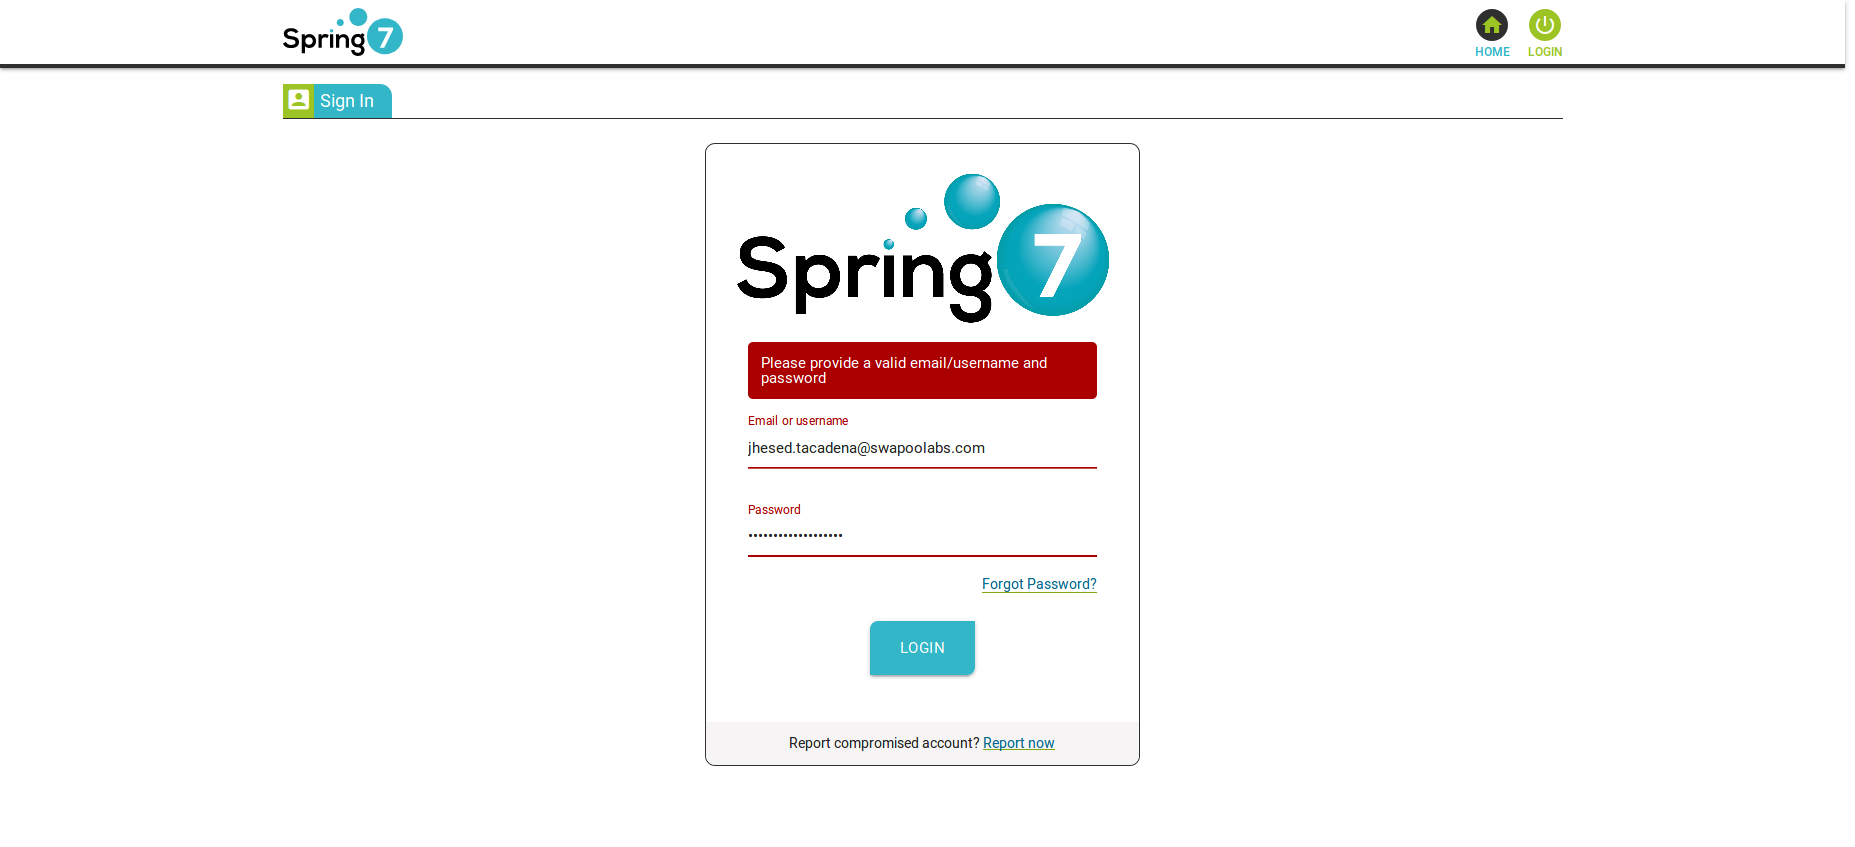 Spring 7
HOME
LOGIN
Sign In
Spring 7
Please provide a valid email/username and
password
Email or username
jhesed.tacadena@swapoolabs.com
Password
•••••••••••••••••••
Forgot Password?
LOGIN
Report compromised account? Report now